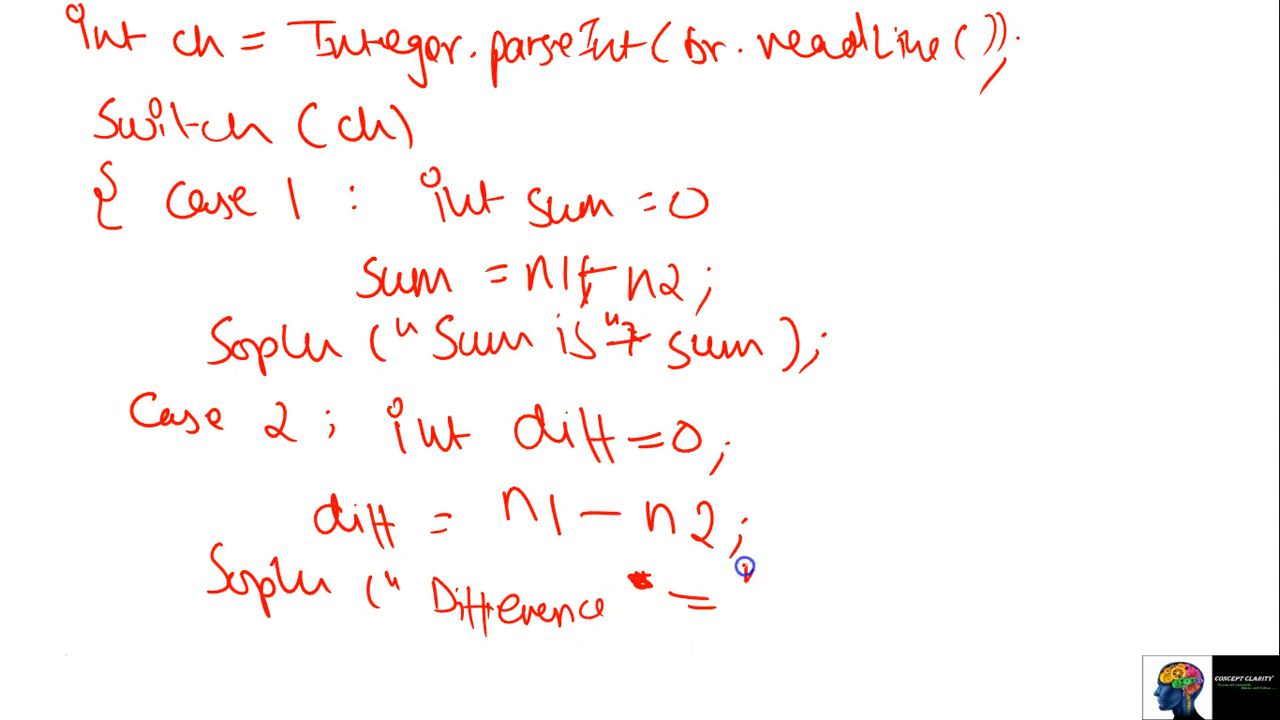 int ch = Integer.parseInt(br.readLine());
Switch (ch)
{ Case 1 : int sum = 0
sum = n1+ n2;
Sopln ("Sum is"+ sum);
Case 2 ; int diff = 0;
diff = n1 - n2;
Sopln (" Difference =
CONCEPT CLARITY